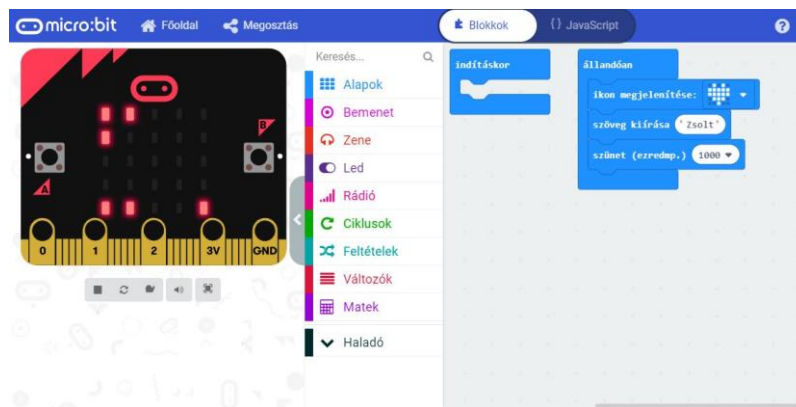 micro:bit Főoldal Megosztás Blokkok {} JavaScript ?
Keresés...
Alapok
Bemenet
Zene
Led
Rádió
Ciklusok
Feltételek
Változók
Matek
Haladó
B
A
0 1 2 3V GND
indításkor
állandóan
ikon megjelenítése:
szöveg kiírása "Zsolt"
szünet (ezredmp.) 1000